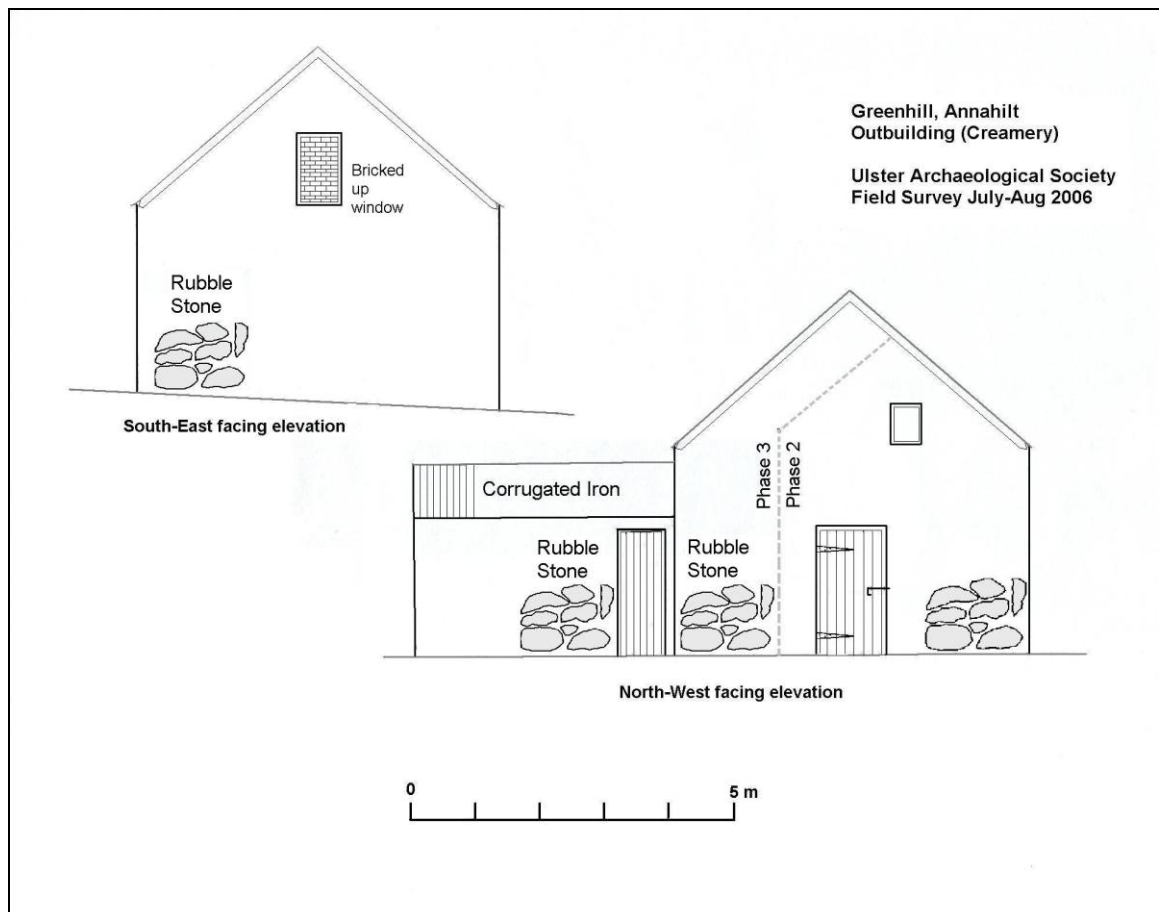 Greenhill, Annahilt
Outbuilding (Creamery)
Ulster Archaeological Society
Field Survey July-Aug 2006
Bricked
up
window
Rubble
Stone
South-East facing elevation
Phase 3
Phase 2
Corrugated Iron
Rubble
Stone
Rubble
Stone
North-West facing elevation
0
5 m